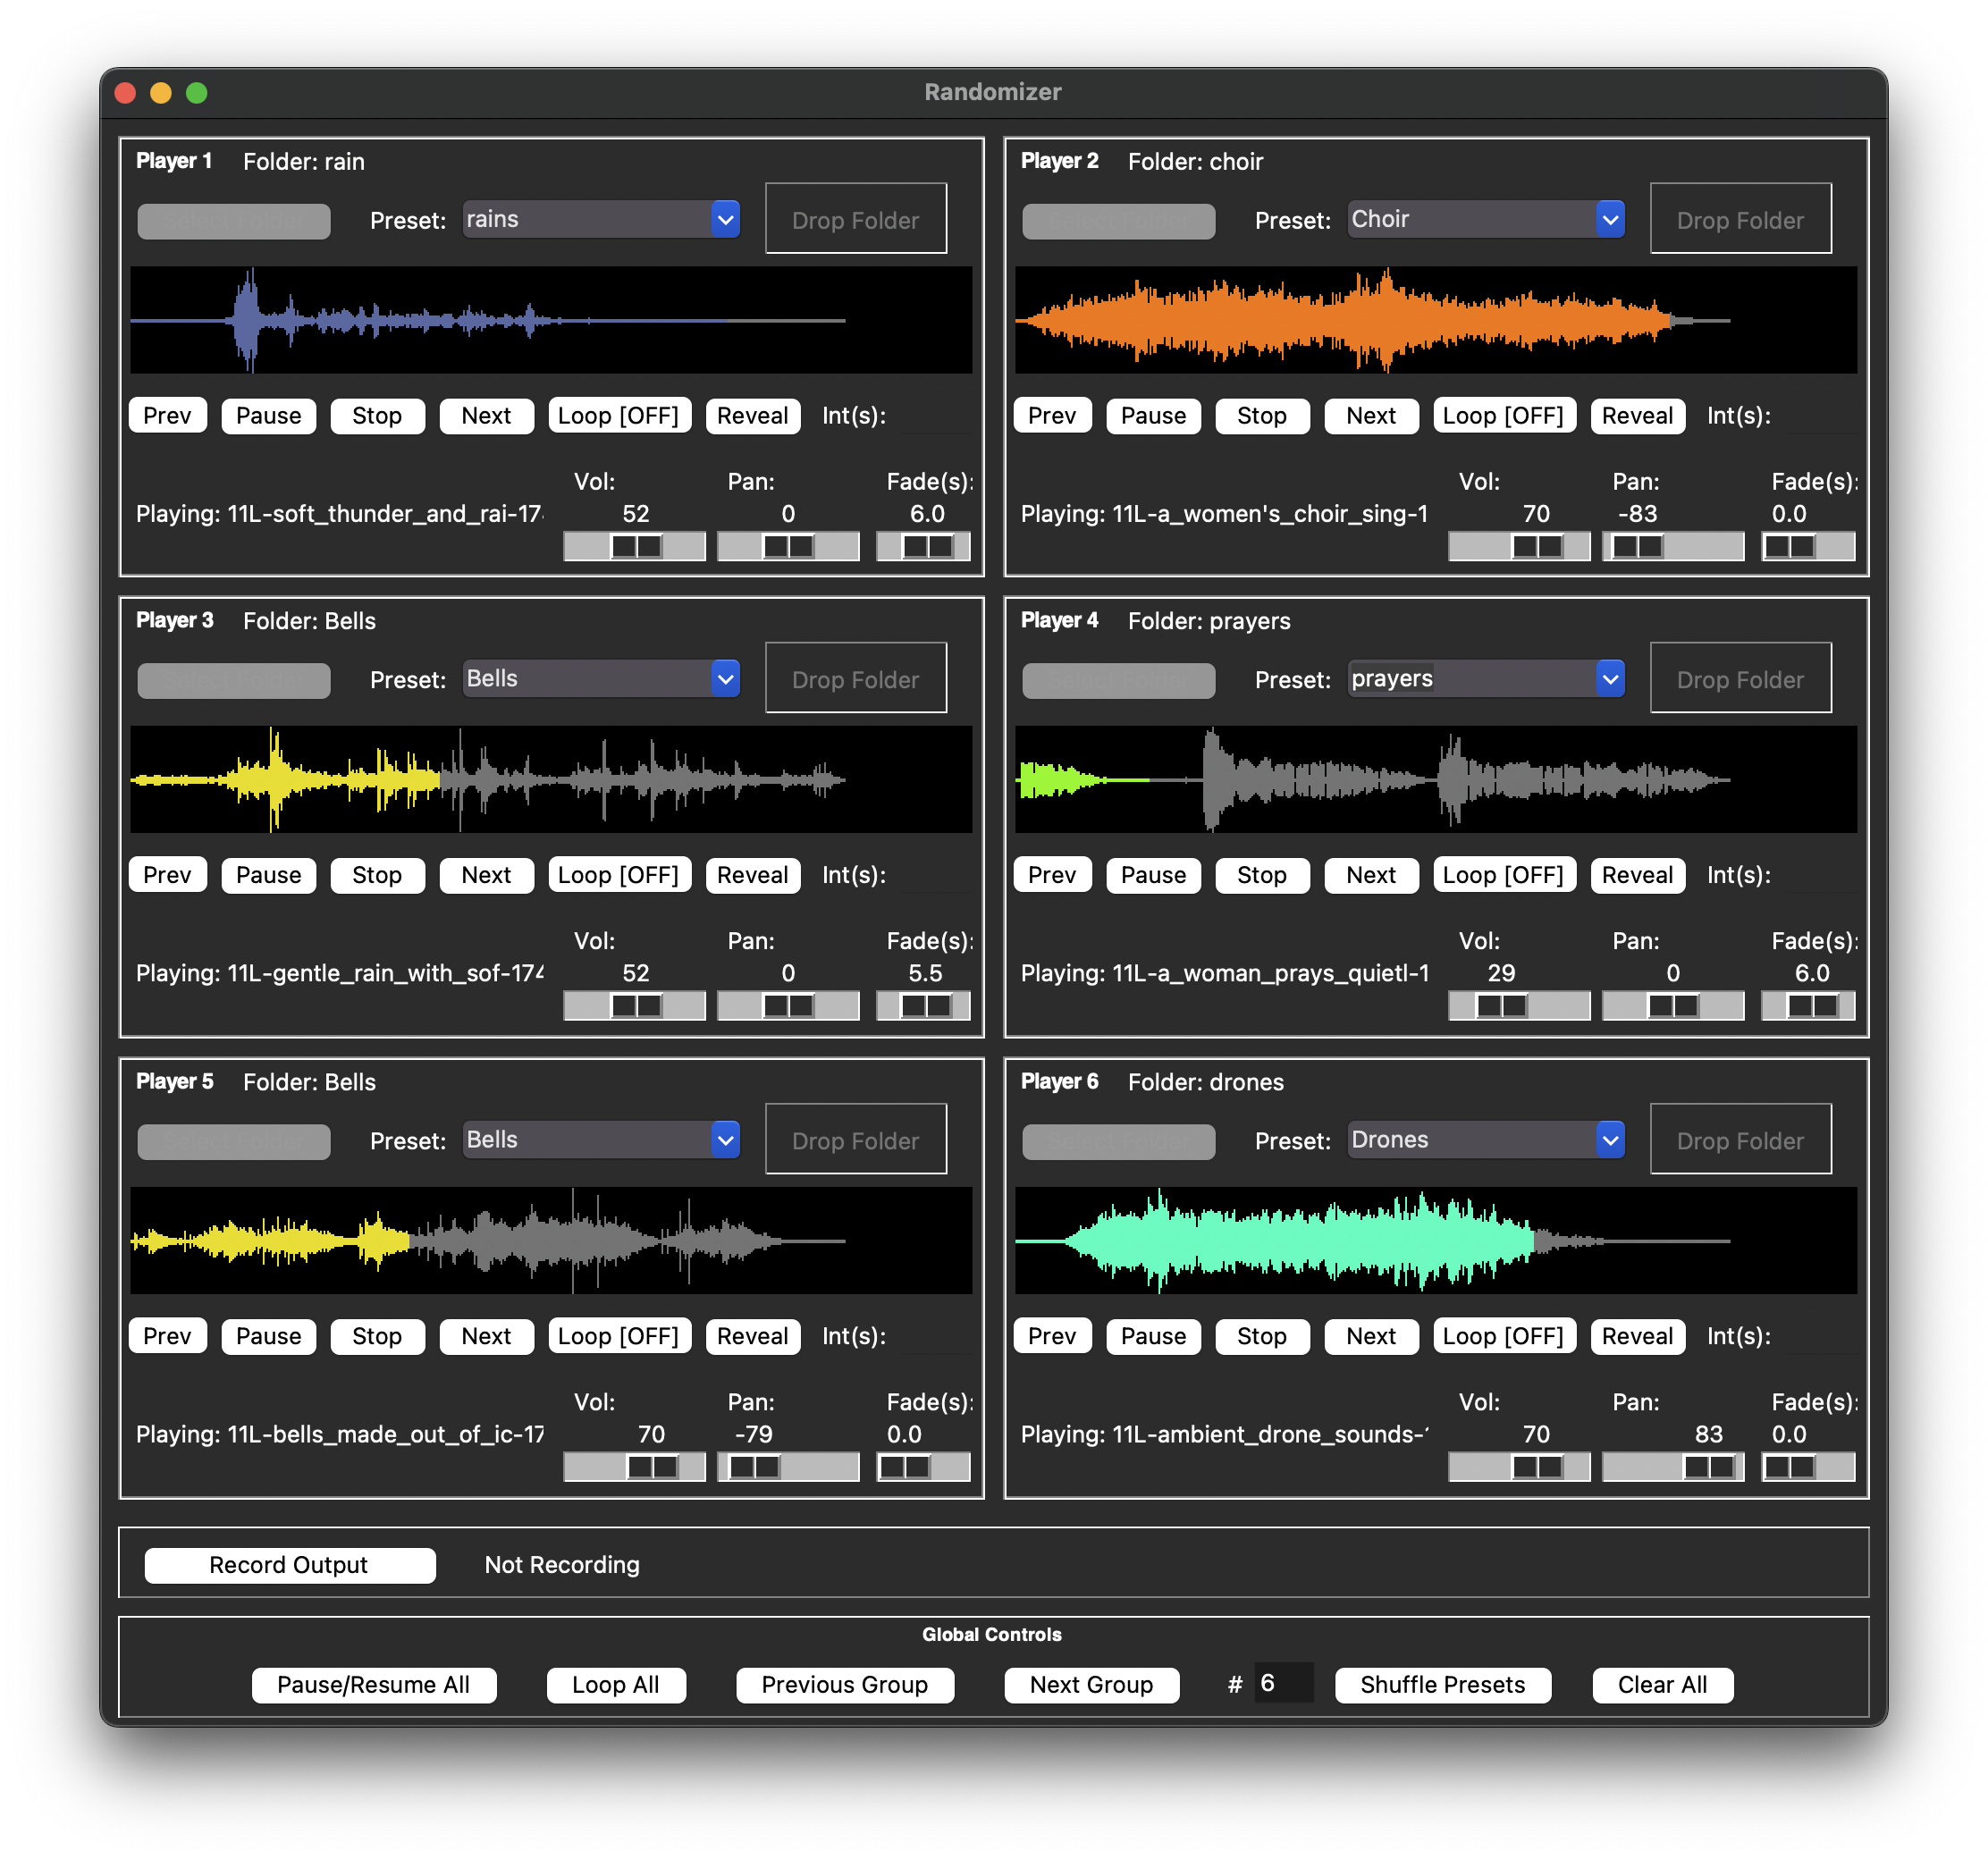 Randomizer
Player 1 Folder: rain
Select Folder Preset: rains Drop Folder
Prev Pause Stop Next Loop [OFF] Reveal Int(s):
Vol: Pan: Fade(s):
Playing: 11L-soft_thunder_and_rai-17 52 0 6.0
Player 2 Folder: choir
Select Folder Preset: Choir Drop Folder
Prev Pause Stop Next Loop [OFF] Reveal Int(s):
Vol: Pan: Fade(s):
Playing: 11L-a_women's_choir_sing-1 70 -83 0.0
Player 3 Folder: Bells
Select Folder Preset: Bells Drop Folder
Prev Pause Stop Next Loop [OFF] Reveal Int(s):
Vol: Pan: Fade(s):
Playing: 11L-gentle_rain_with_sof-174 52 0 5.5
Player 4 Folder: prayers
Select Folder Preset: prayers Drop Folder
Prev Pause Stop Next Loop [OFF] Reveal Int(s):
Vol: Pan: Fade(s):
Playing: 11L-a_woman_prays_quietl-1 29 0 6.0
Player 5 Folder: Bells
Select Folder Preset: Bells Drop Folder
Prev Pause Stop Next Loop [OFF] Reveal Int(s):
Vol: Pan: Fade(s):
Playing: 11L-bells_made_out_of_ic-17 70 -79 0.0
Player 6 Folder: drones
Select Folder Preset: Drones Drop Folder
Prev Pause Stop Next Loop [OFF] Reveal Int(s):
Vol: Pan: Fade(s):
Playing: 11L-ambient_drone_sounds- 70 83 0.0
Record Output Not Recording
Global Controls
Pause/Resume All Loop All Previous Group Next Group # 6 Shuffle Presets Clear All